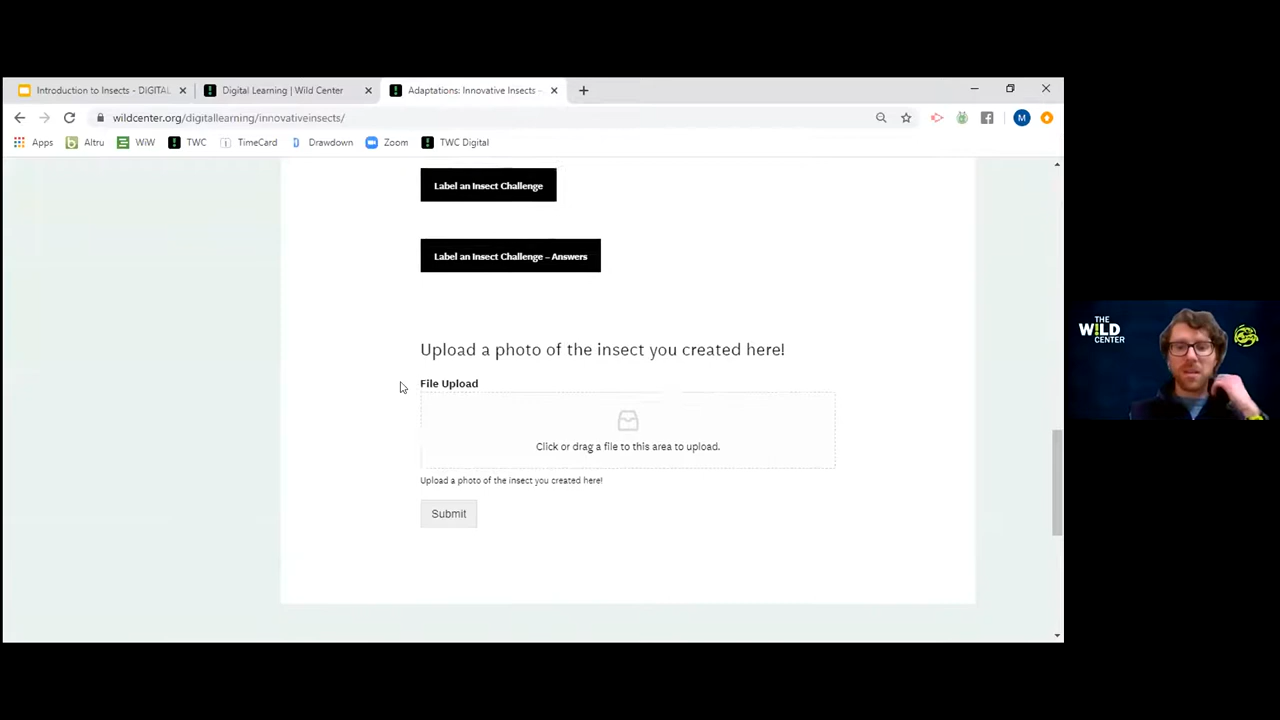 Introduction to Insects - DIGITAL
Digital Learning | Wild Center
Adaptations: Innovative Insects -
wildcenter.org/digitallearning/innovativeinsects/
M
Apps
Altru
WiW
TWC
TimeCard
Drawdown
Zoom
TWC Digital
Label an Insect Challenge
Label an Insect Challenge – Answers
Upload a photo of the insect you created here!
File Upload
Click or drag a file to this area to upload.
Upload a photo of the insect you created here!
Submit
THE
W!LD
CENTER